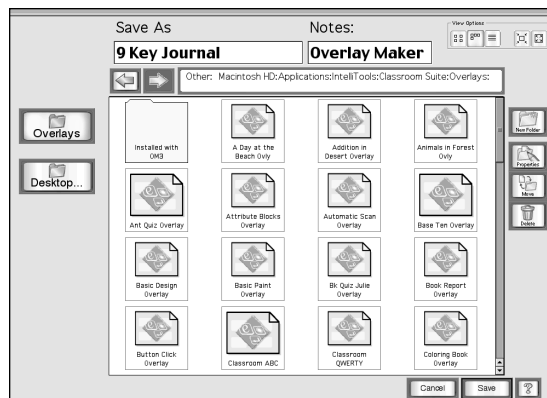 Save As
Notes:
View Options
9 Key Journal
Overlay Maker
Other: Macintosh HD:Applications:IntelliTools:Classroom Suite:Overlays:
Overlays
Desktop...
Installed with
OM3
A Day at the
Beach Ovly
Addition in
Desert Overlay
Animals in Forest
Ovly
Ant Quiz Overlay
Attribute Blocks
Overlay
Automatic Scan
Overlay
Base Ten Overlay
Basic Design
Overlay
Basic Paint
Overlay
Bk Quiz Julie
Overlay
Book Report
Overlay
Button Click
Overlay
Classroom ABC
Classroom
QWERTY
Coloring Book
Overlay
New Folder
Properties
Move
Delete
Cancel
Save
?